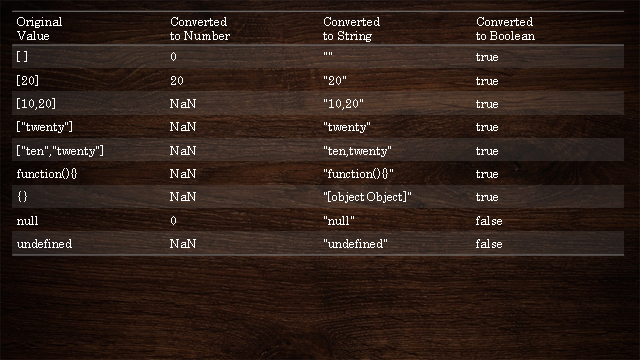 Original Value | Converted to Number | Converted to String | Converted to Boolean
[ ] | 0 | "" | true
[20] | 20 | "20" | true
[10,20] | NaN | "10,20" | true
["twenty"] | NaN | "twenty" | true
["ten","twenty"] | NaN | "ten,twenty" | true
function(){} | NaN | "function(){}" | true
{} | NaN | "[object Object]" | true
null | 0 | "null" | false
undefined | NaN | "undefined" | false